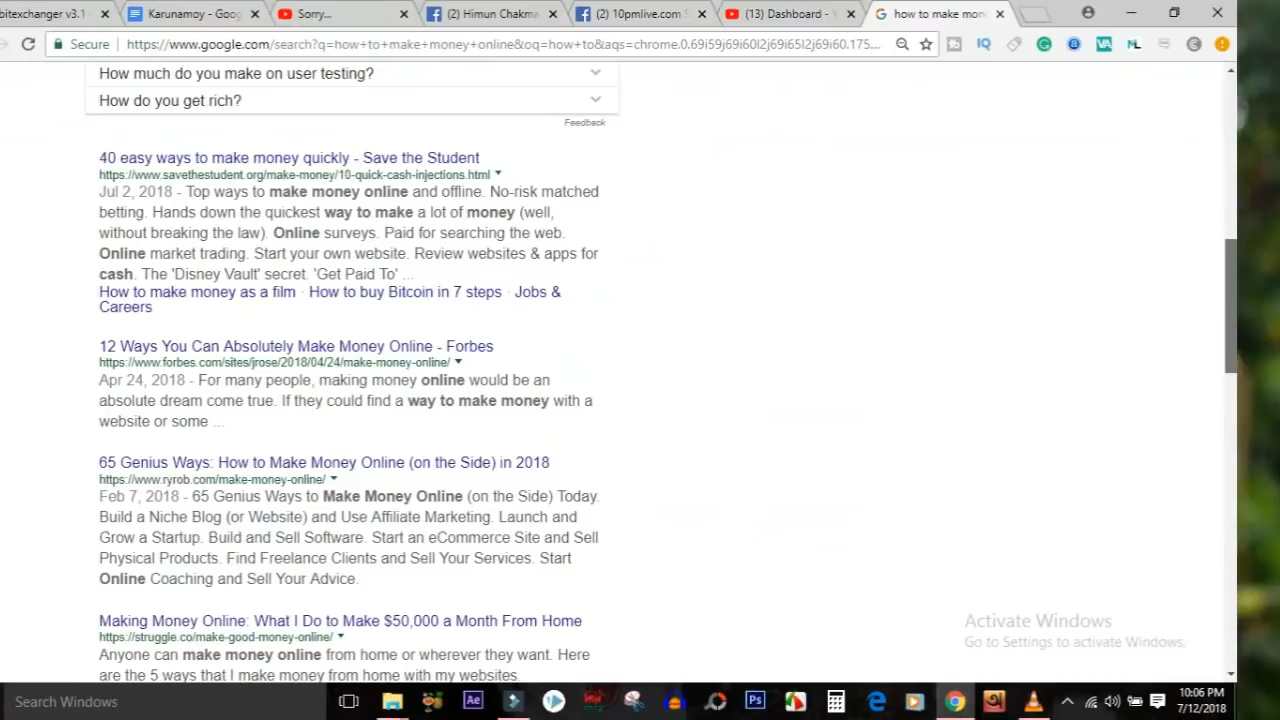 bitexchanger v3.1
Karunamoy - Goo
Sorry...
(2) Himun Chakma
(2) 10pmlive.com
(13) Dashboard -
how to make mon
Secure
https://www.google.com/search?q=how+to+make+money+online&oq=how+to&aqs=chrome.0.69i59j69i60l2j69i65l2j69i60.175...
How much do you make on user testing?
How do you get rich?
Feedback
40 easy ways to make money quickly - Save the Student
https://www.savethestudent.org/make-money/10-quick-cash-injections.html
Jul 2, 2018 - Top ways to make money online and offline. No-risk matched
betting. Hands down the quickest way to make a lot of money (well,
without breaking the law). Online surveys. Paid for searching the web.
Online market trading. Start your own website. Review websites & apps for
cash. The 'Disney Vault' secret. 'Get Paid To' ...
How to make money as a film · How to buy Bitcoin in 7 steps · Jobs &
Careers
12 Ways You Can Absolutely Make Money Online - Forbes
https://www.forbes.com/sites/jrose/2018/04/24/make-money-online/
Apr 24, 2018 - For many people, making money online would be an
absolute dream come true. If they could find a way to make money with a
website or some ...
65 Genius Ways: How to Make Money Online (on the Side) in 2018
https://www.ryrob.com/make-money-online/
Feb 7, 2018 - 65 Genius Ways to Make Money Online (on the Side) Today.
Build a Niche Blog (or Website) and Use Affiliate Marketing. Launch and
Grow a Startup. Build and Sell Software. Start an eCommerce Site and Sell
Physical Products. Find Freelance Clients and Sell Your Services. Start
Online Coaching and Sell Your Advice.
Making Money Online: What I Do to Make $50,000 a Month From Home
https://struggle.co/make-good-money-online/
Anyone can make money online from home or wherever they want. Here
are the 5 ways that I make money from home with my websites.
Activate Windows
Go to Settings to activate Windows.
Search Windows
Ae
Ps
10:06 PM
7/12/2018